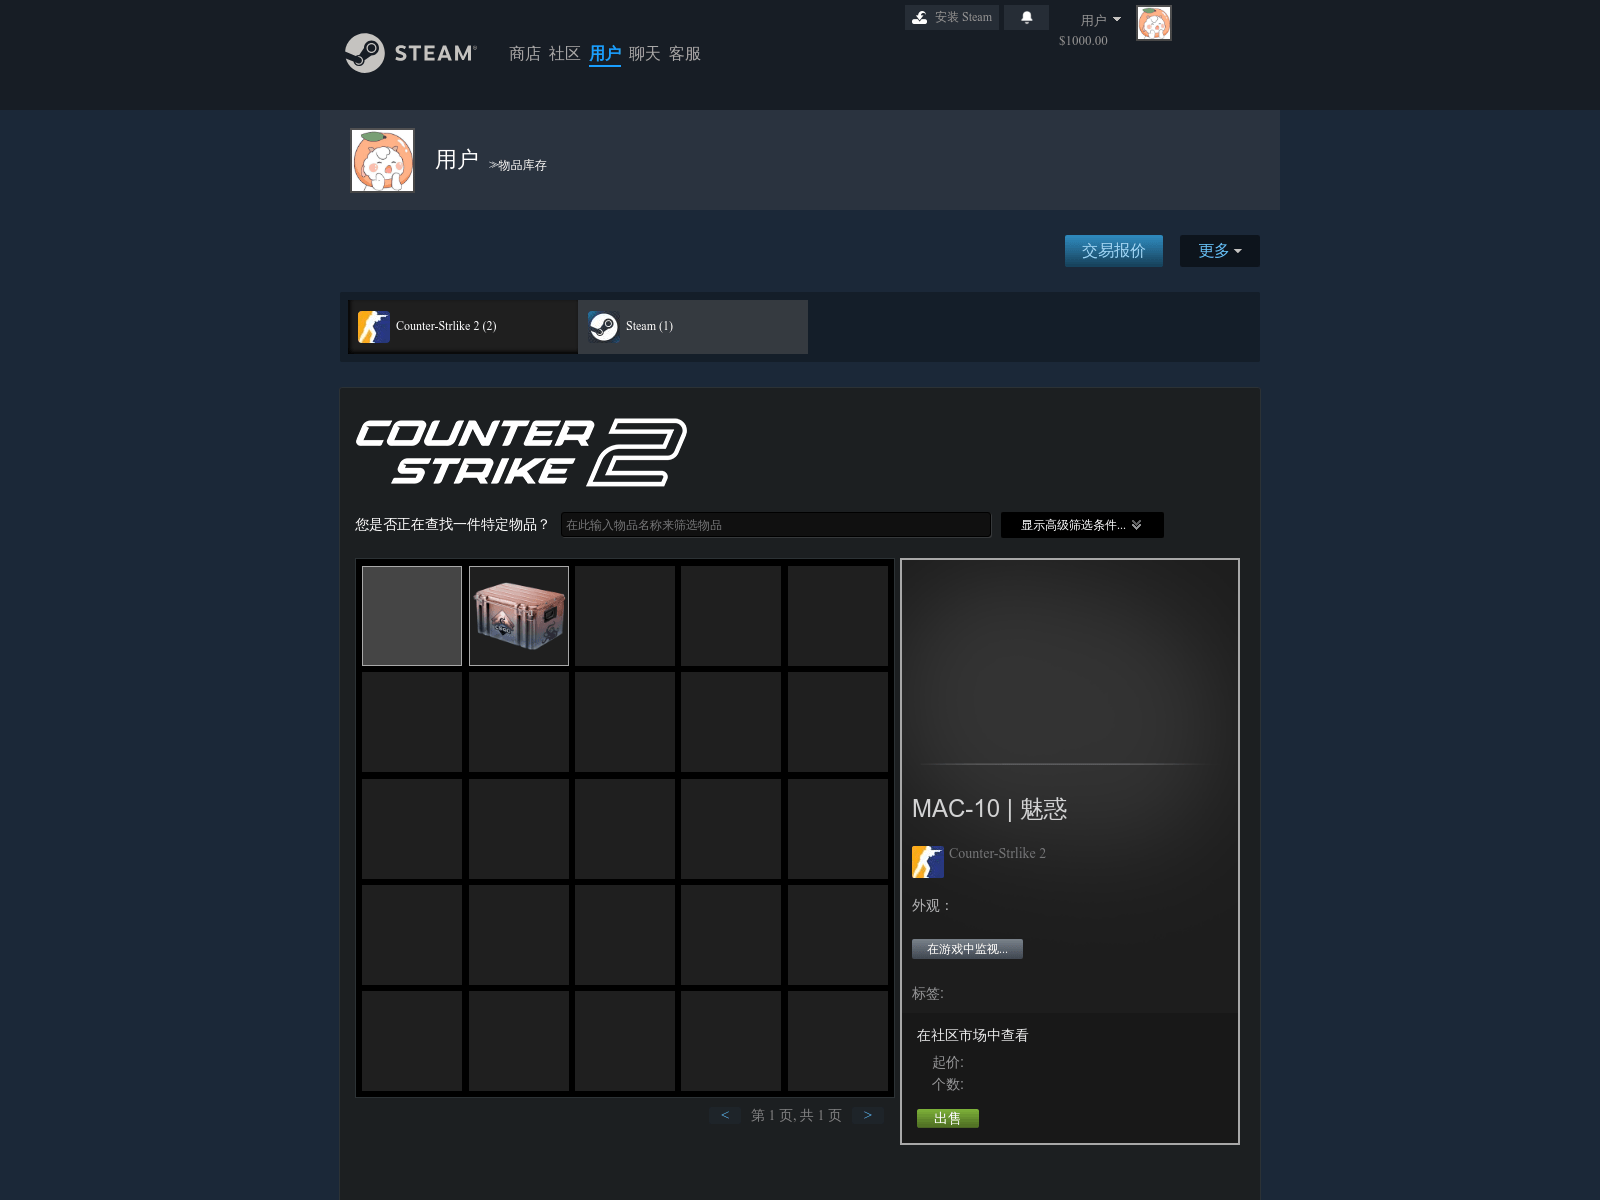 安装 Steam
用户
$1000.00
STEAM®
商店 社区 用户 聊天 客服
用户 >>物品库存
交易报价 更多
Counter-Strlike 2 (2)
Steam (1)
COUNTER
STRIKE 2
您是否正在查找一件特定物品？
在此输入物品名称来筛选物品
显示高级筛选条件...
MAC-10 | 魅惑
Counter-Strlike 2
外观：
在游戏中监视...
标签:
在社区市场中查看
起价:
个数:
出售
< 第 1 页, 共 1 页 >